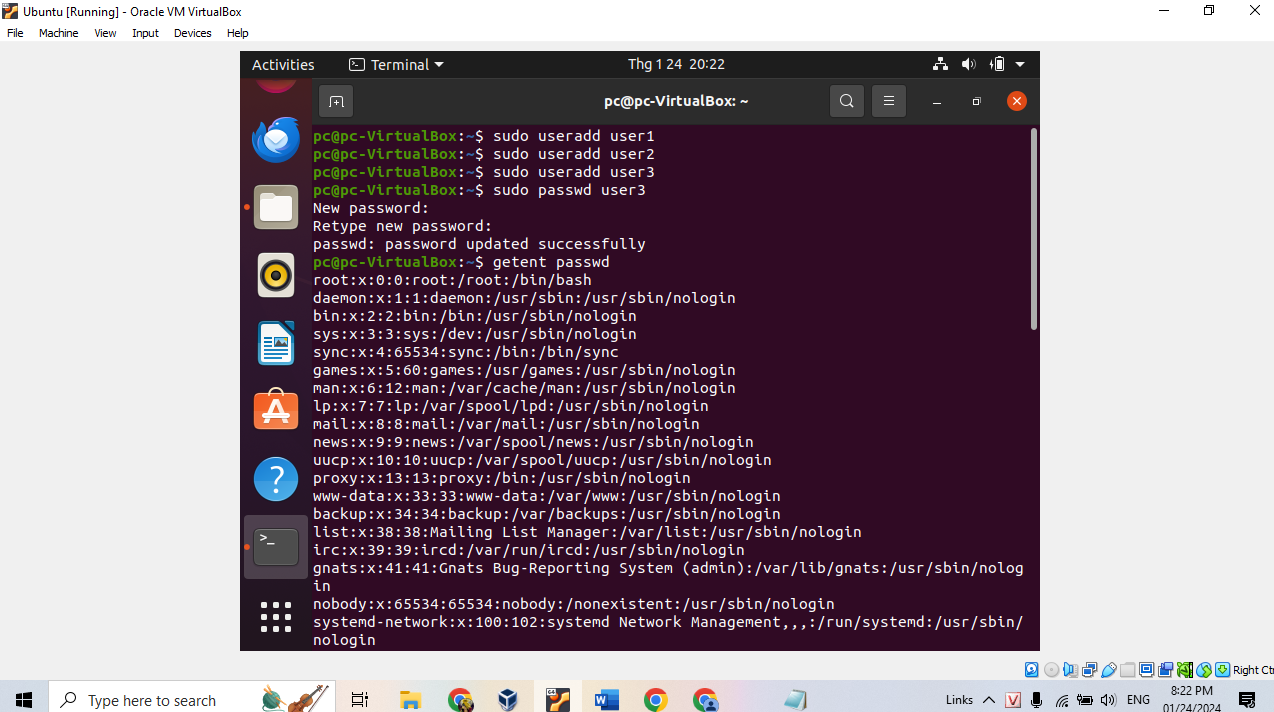 Ubuntu [Running] - Oracle VM VirtualBox
File Machine View Input Devices Help
Activities Terminal Thg 1 24 20:22
pc@pc-VirtualBox: ~
pc@pc-VirtualBox:~$ sudo useradd user1
pc@pc-VirtualBox:~$ sudo useradd user2
pc@pc-VirtualBox:~$ sudo useradd user3
pc@pc-VirtualBox:~$ sudo passwd user3
New password:
Retype new password:
passwd: password updated successfully
pc@pc-VirtualBox:~$ getent passwd
root:x:0:0:root:/root:/bin/bash
daemon:x:1:1:daemon:/usr/sbin:/usr/sbin/nologin
bin:x:2:2:bin:/bin:/usr/sbin/nologin
sys:x:3:3:sys:/dev:/usr/sbin/nologin
sync:x:4:65534:sync:/bin:/bin/sync
games:x:5:60:games:/usr/games:/usr/sbin/nologin
man:x:6:12:man:/var/cache/man:/usr/sbin/nologin
lp:x:7:7:lp:/var/spool/lpd:/usr/sbin/nologin
mail:x:8:8:mail:/var/mail:/usr/sbin/nologin
news:x:9:9:news:/var/spool/news:/usr/sbin/nologin
uucp:x:10:10:uucp:/var/spool/uucp:/usr/sbin/nologin
proxy:x:13:13:proxy:/bin:/usr/sbin/nologin
www-data:x:33:33:www-data:/var/www:/usr/sbin/nologin
backup:x:34:34:backup:/var/backups:/usr/sbin/nologin
list:x:38:38:Mailing List Manager:/var/list:/usr/sbin/nologin
irc:x:39:39:ircd:/var/run/ircd:/usr/sbin/nologin
gnats:x:41:41:Gnats Bug-Reporting System (admin):/var/lib/gnats:/usr/sbin/nolog
in
nobody:x:65534:65534:nobody:/nonexistent:/usr/sbin/nologin
systemd-network:x:100:102:systemd Network Management,,,:/run/systemd:/usr/sbin/
nologin
Right Ct
Type here to search Links ENG 8:22 PM
01/24/2024